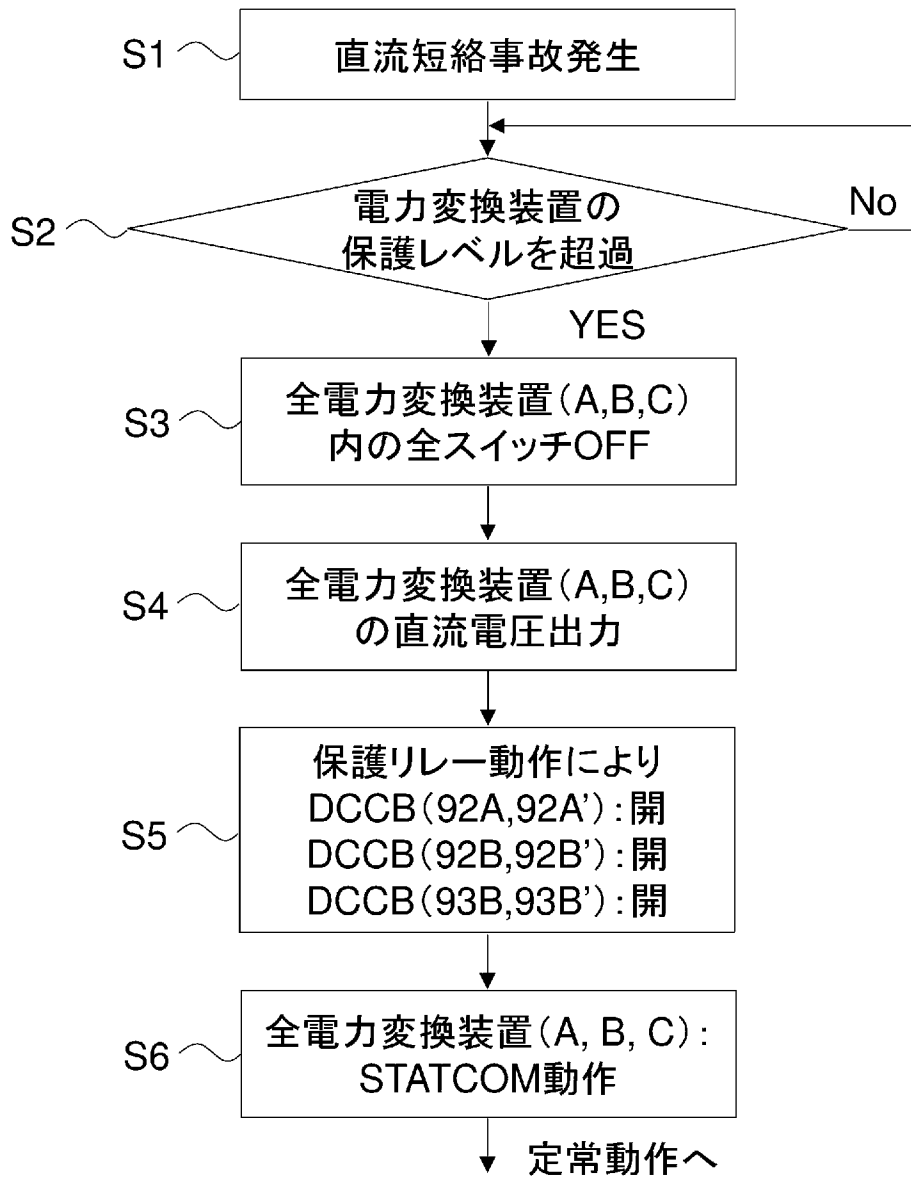 S1
直流短絡事故発生
S2
電力変換装置の
保護レベルを超過
No
YES
S3
全電力変換装置(A,B,C)
内の全スイッチOFF
S4
全電力変換装置(A,B,C)
の直流電圧出力
S5
保護リレー動作により
DCCB(92A,92A’):開
DCCB(92B,92B’):開
DCCB(93B,93B’):開
S6
全電力変換装置(A, B, C):
STATCOM動作
定常動作へ